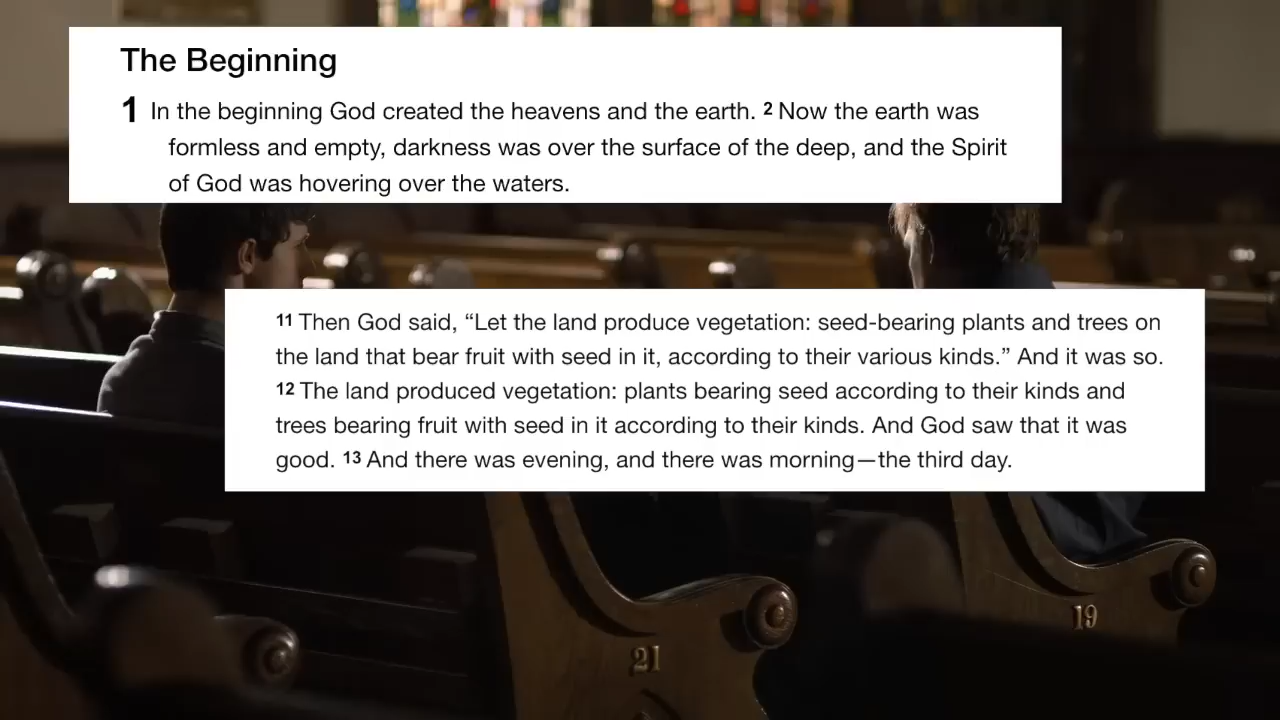 The Beginning
1 In the beginning God created the heavens and the earth. 2 Now the earth was
formless and empty, darkness was over the surface of the deep, and the Spirit
of God was hovering over the waters.
11 Then God said, “Let the land produce vegetation: seed-bearing plants and trees on
the land that bear fruit with seed in it, according to their various kinds.” And it was so.
12 The land produced vegetation: plants bearing seed according to their kinds and
trees bearing fruit with seed in it according to their kinds. And God saw that it was
good. 13 And there was evening, and there was morning—the third day.
19
21